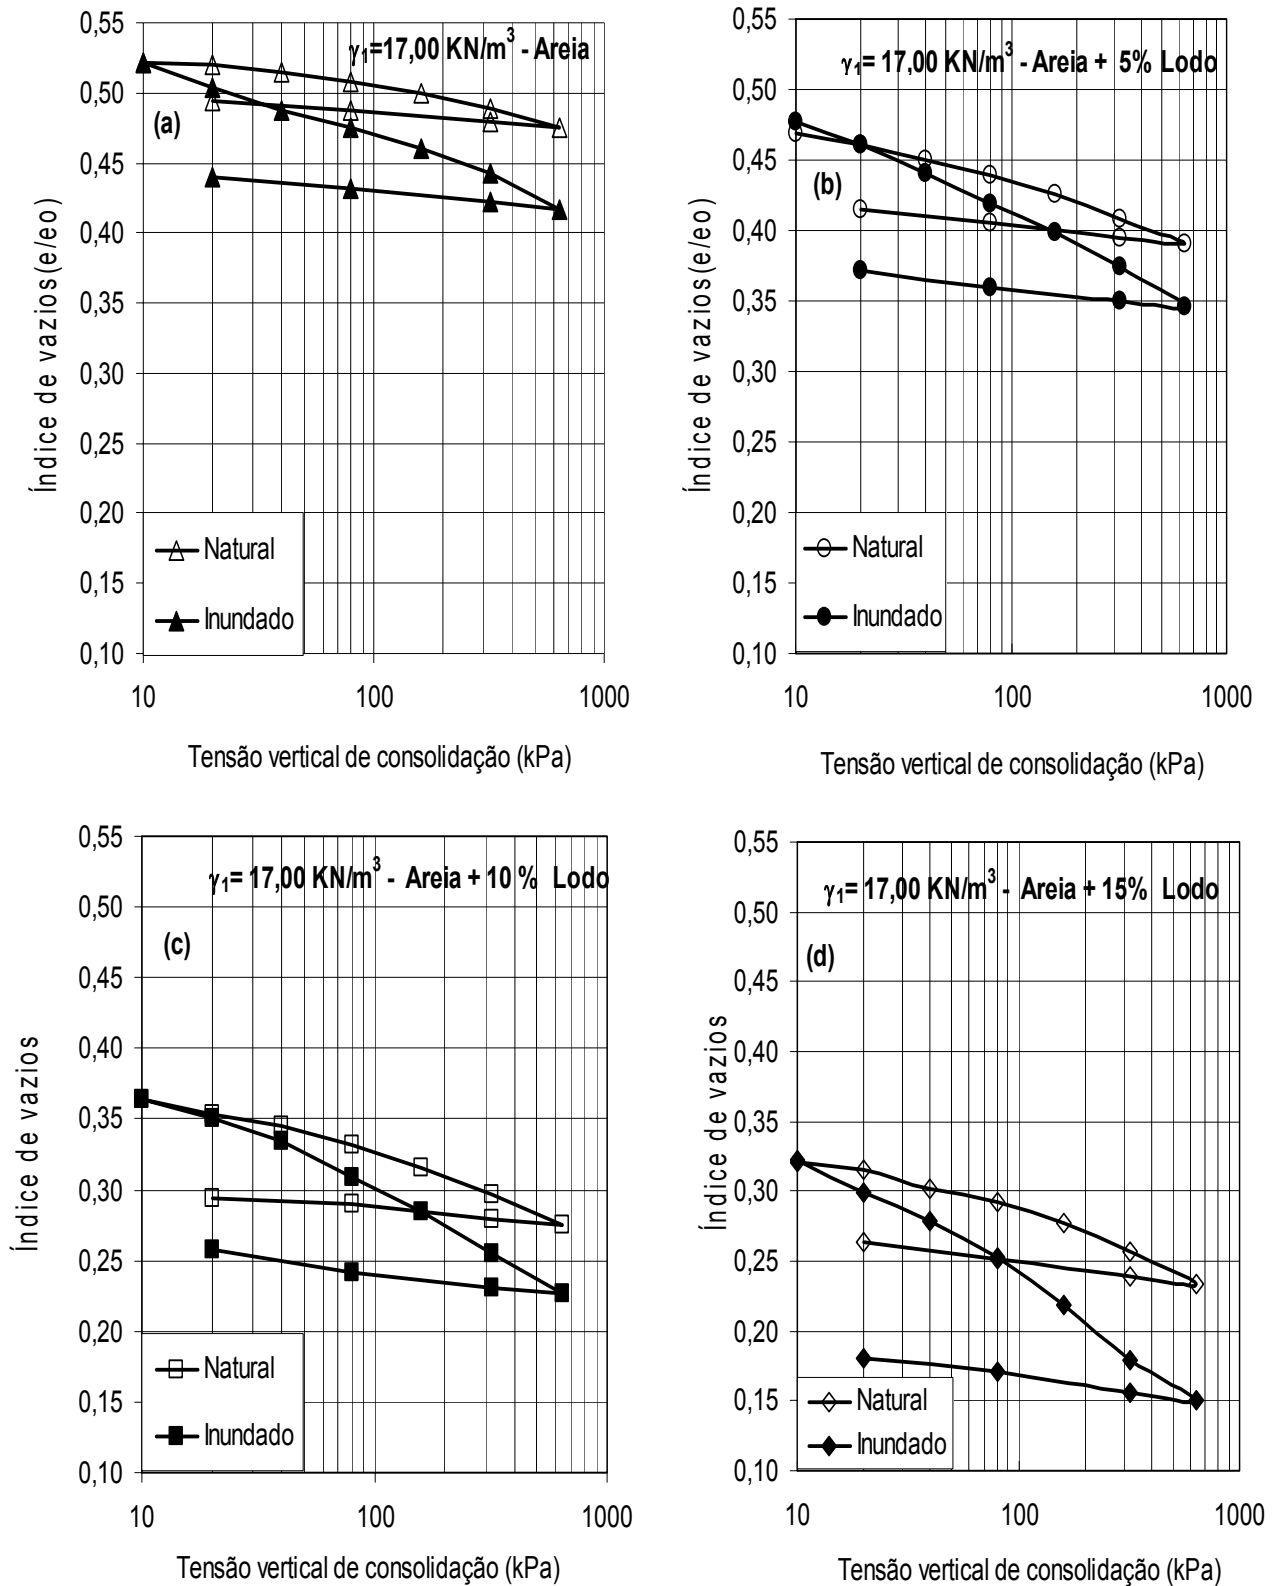 γ1=17,00 KN/m3 - Areia
(a)
Índice de vazios(e/eo)
0,55
0,50
0,45
0,40
0,35
0,30
0,25
0,20
0,15
0,10
Natural
Inundado
10 100 1000
Tensão vertical de consolidação (kPa)
γ1= 17,00 KN/m3 - Areia + 5% Lodo
(b)
Índice de vazios(e/eo)
0,55
0,50
0,45
0,40
0,35
0,30
0,25
0,20
0,15
0,10
Natural
Inundado
10 100 1000
Tensão vertical de consolidação (kPa)
γ1= 17,00 KN/m3 - Areia + 10 % Lodo
(c)
Índice de vazios
0,55
0,50
0,45
0,40
0,35
0,30
0,25
0,20
0,15
0,10
Natural
Inundado
10 100 1000
Tensão vertical de consolidação (kPa)
γ1= 17,00 KN/m3 - Areia + 15% Lodo
(d)
Índice de vazios
0,55
0,50
0,45
0,40
0,35
0,30
0,25
0,20
0,15
0,10
Natural
Inundado
10 100 1000
Tensão vertical de consolidação (kPa)